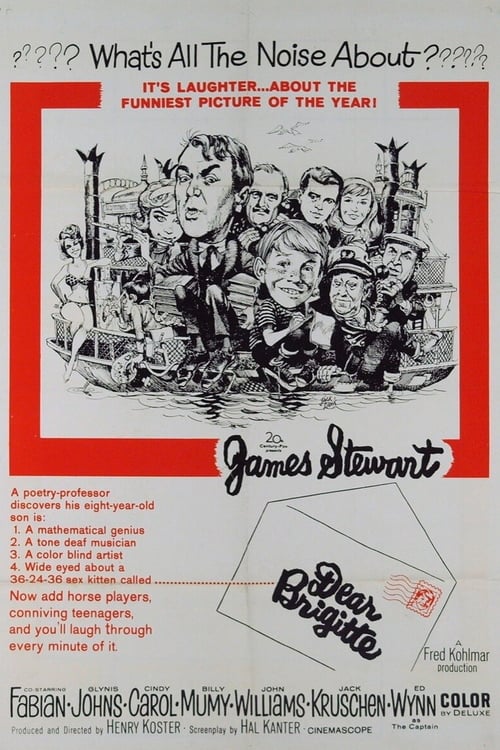 ????? WHAT'S ALL THE NOISE ABOUT?????
IT'S LAUGHTER...ABOUT THE
FUNNIEST PICTURE OF THE YEAR!
20th
Century-Fox
presents
James Stewart
A poetry-professor
discovers his eight-year-old
son is:
1. A mathematical genius
2. A tone deaf musician
3. A color blind artist
4. Wide eyed about a
36-24-36 sex kitten called
Now add horse players,
conniving teenagers,
and you'll laugh through
every minute of it.
Dear
Brigitte
A
Fred Kohlmar
production
CO-STARRING
FABIAN • GLYNIS JOHNS • CINDY CAROL • BILLY MUMY • JOHN WILLIAMS • JACK KRUSCHEN • ED WYNN as The Captain
COLOR BY DELUXE
Produced and Directed by HENRY KOSTER • Screenplay by HAL KANTER • CINEMASCOPE